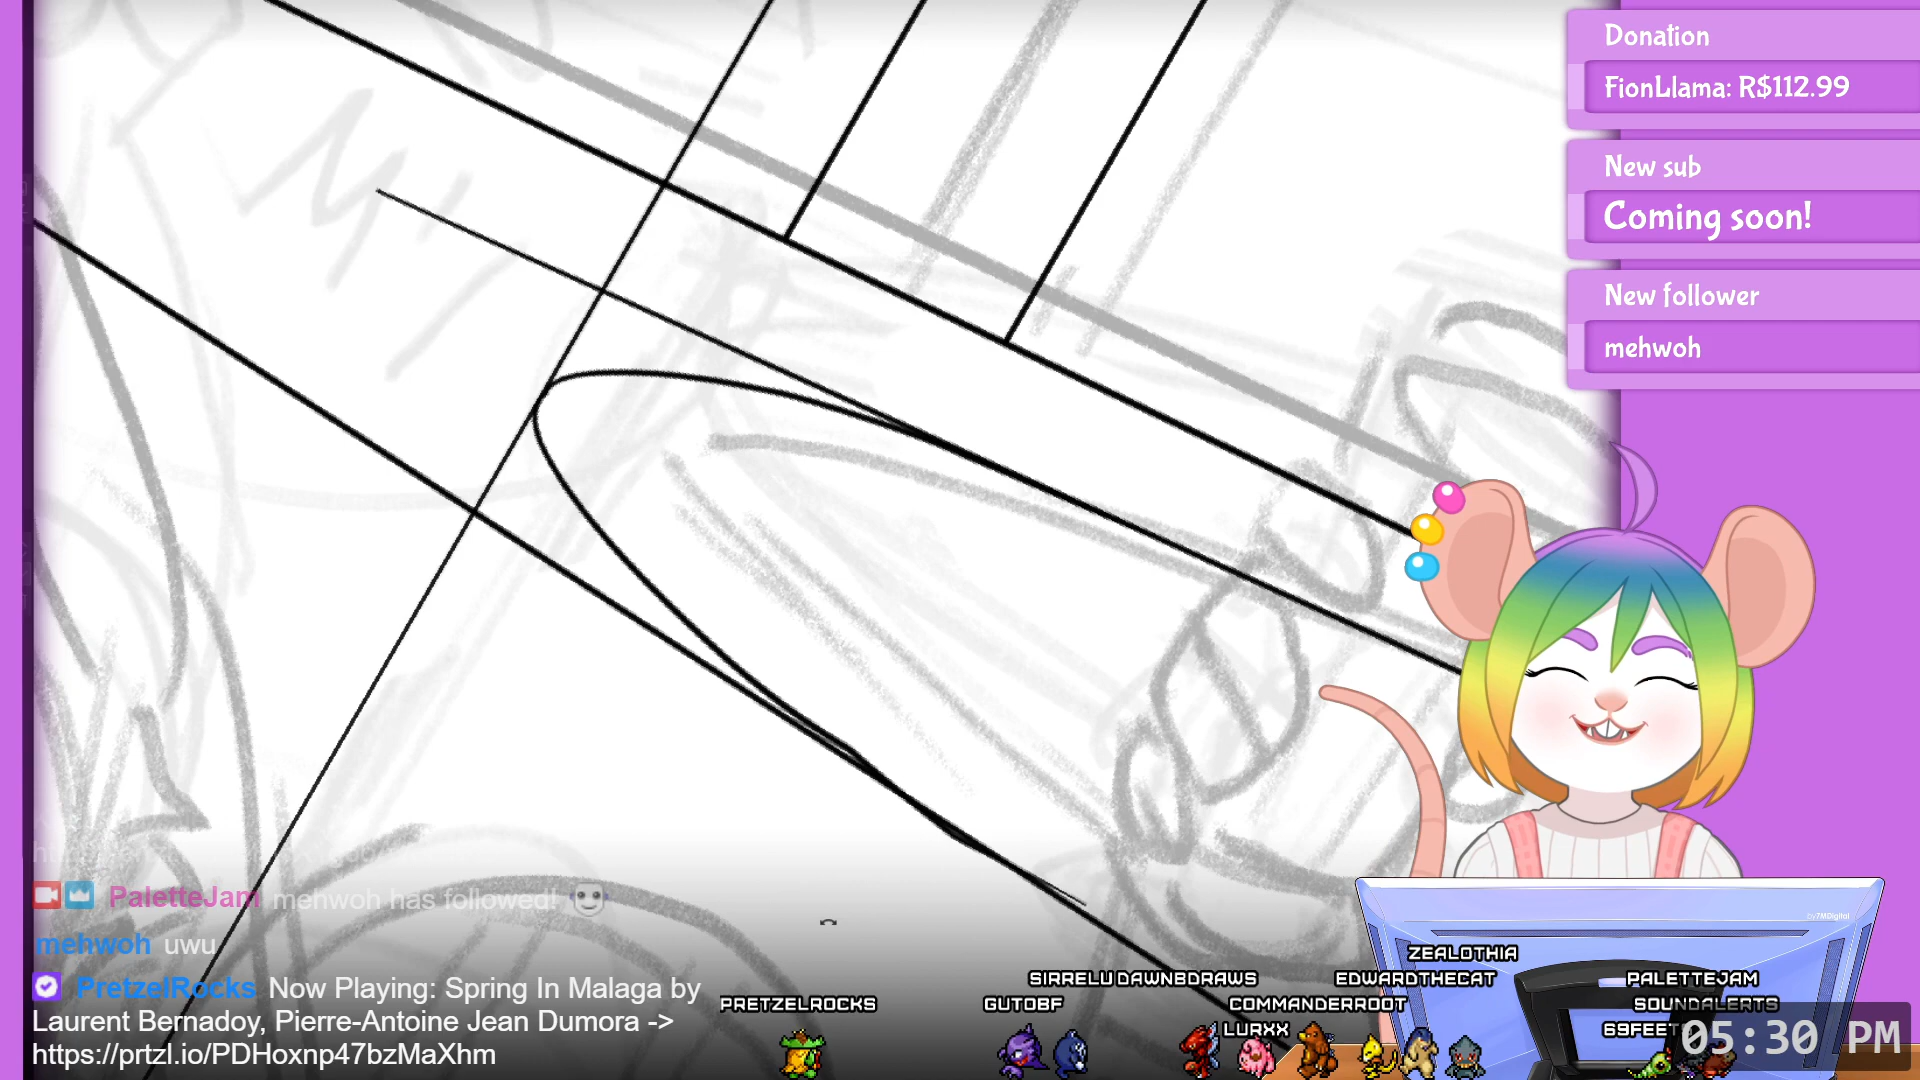 Donation
FionLlama: R$112.99
New sub
Coming soon!
New follower
mehwoh
PaletteJam mehwoh has followed!
mehwoh uwu
PretzelRocks Now Playing: Spring In Malaga by
Laurent Bernadoy, Pierre-Antoine Jean Dumora ->
https://prtzl.io/PDHoxnp47bzMaXhm
by7MDigital
ZEALOTHIA
SIRRELU DAWNBDRAWS EDWARDTHECAT PALETTEJAM
PRETZELROCKS GUTOBF COMMANDERROOT SOUNDALERTS
LURXX 69FEET
05:30 PM